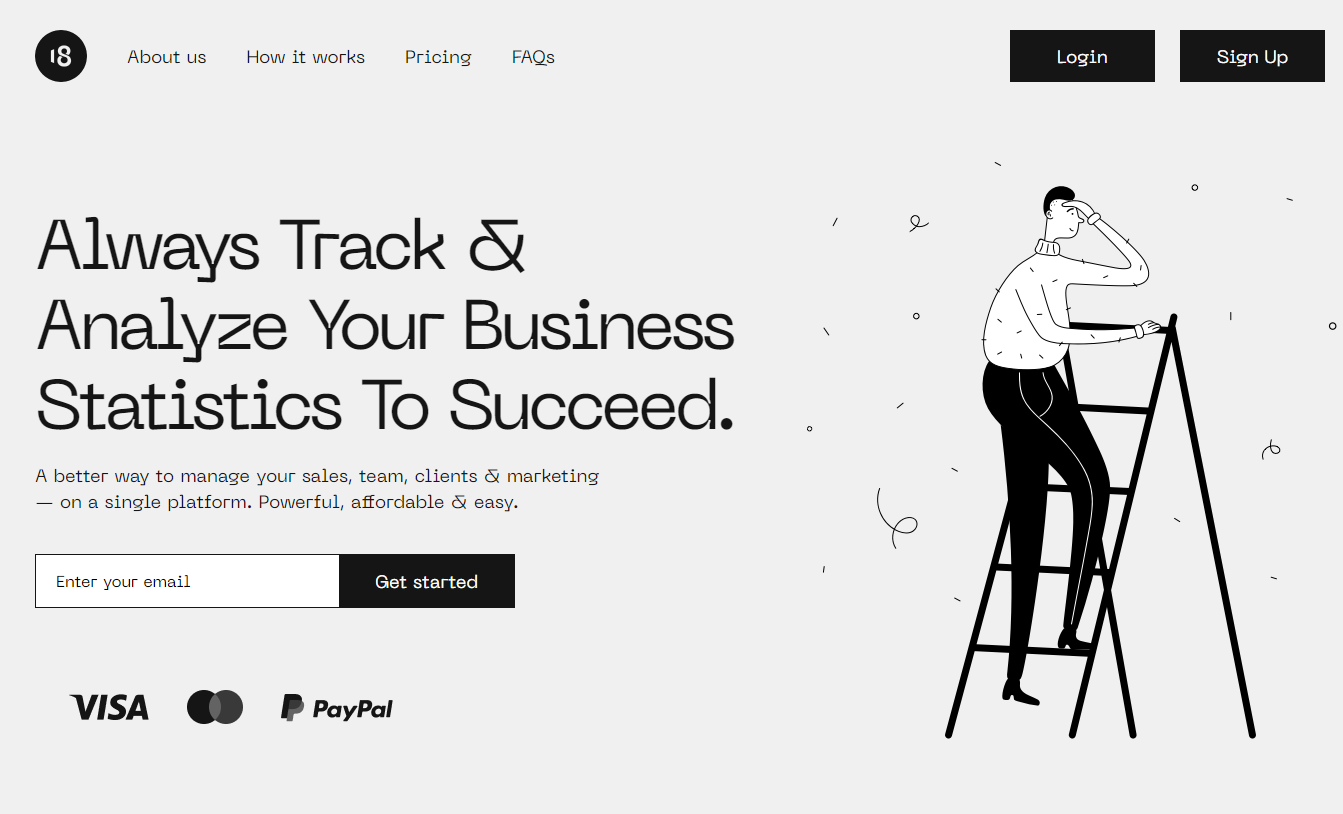 18
About us
How it works
Pricing
FAQs
Login
Sign Up
Always Track &
Analyze Your Business
Statistics To Succeed.
A better way to manage your sales, team, clients & marketing
— on a single platform. Powerful, affordable & easy.
Enter your email
Get started
VISA
PayPal